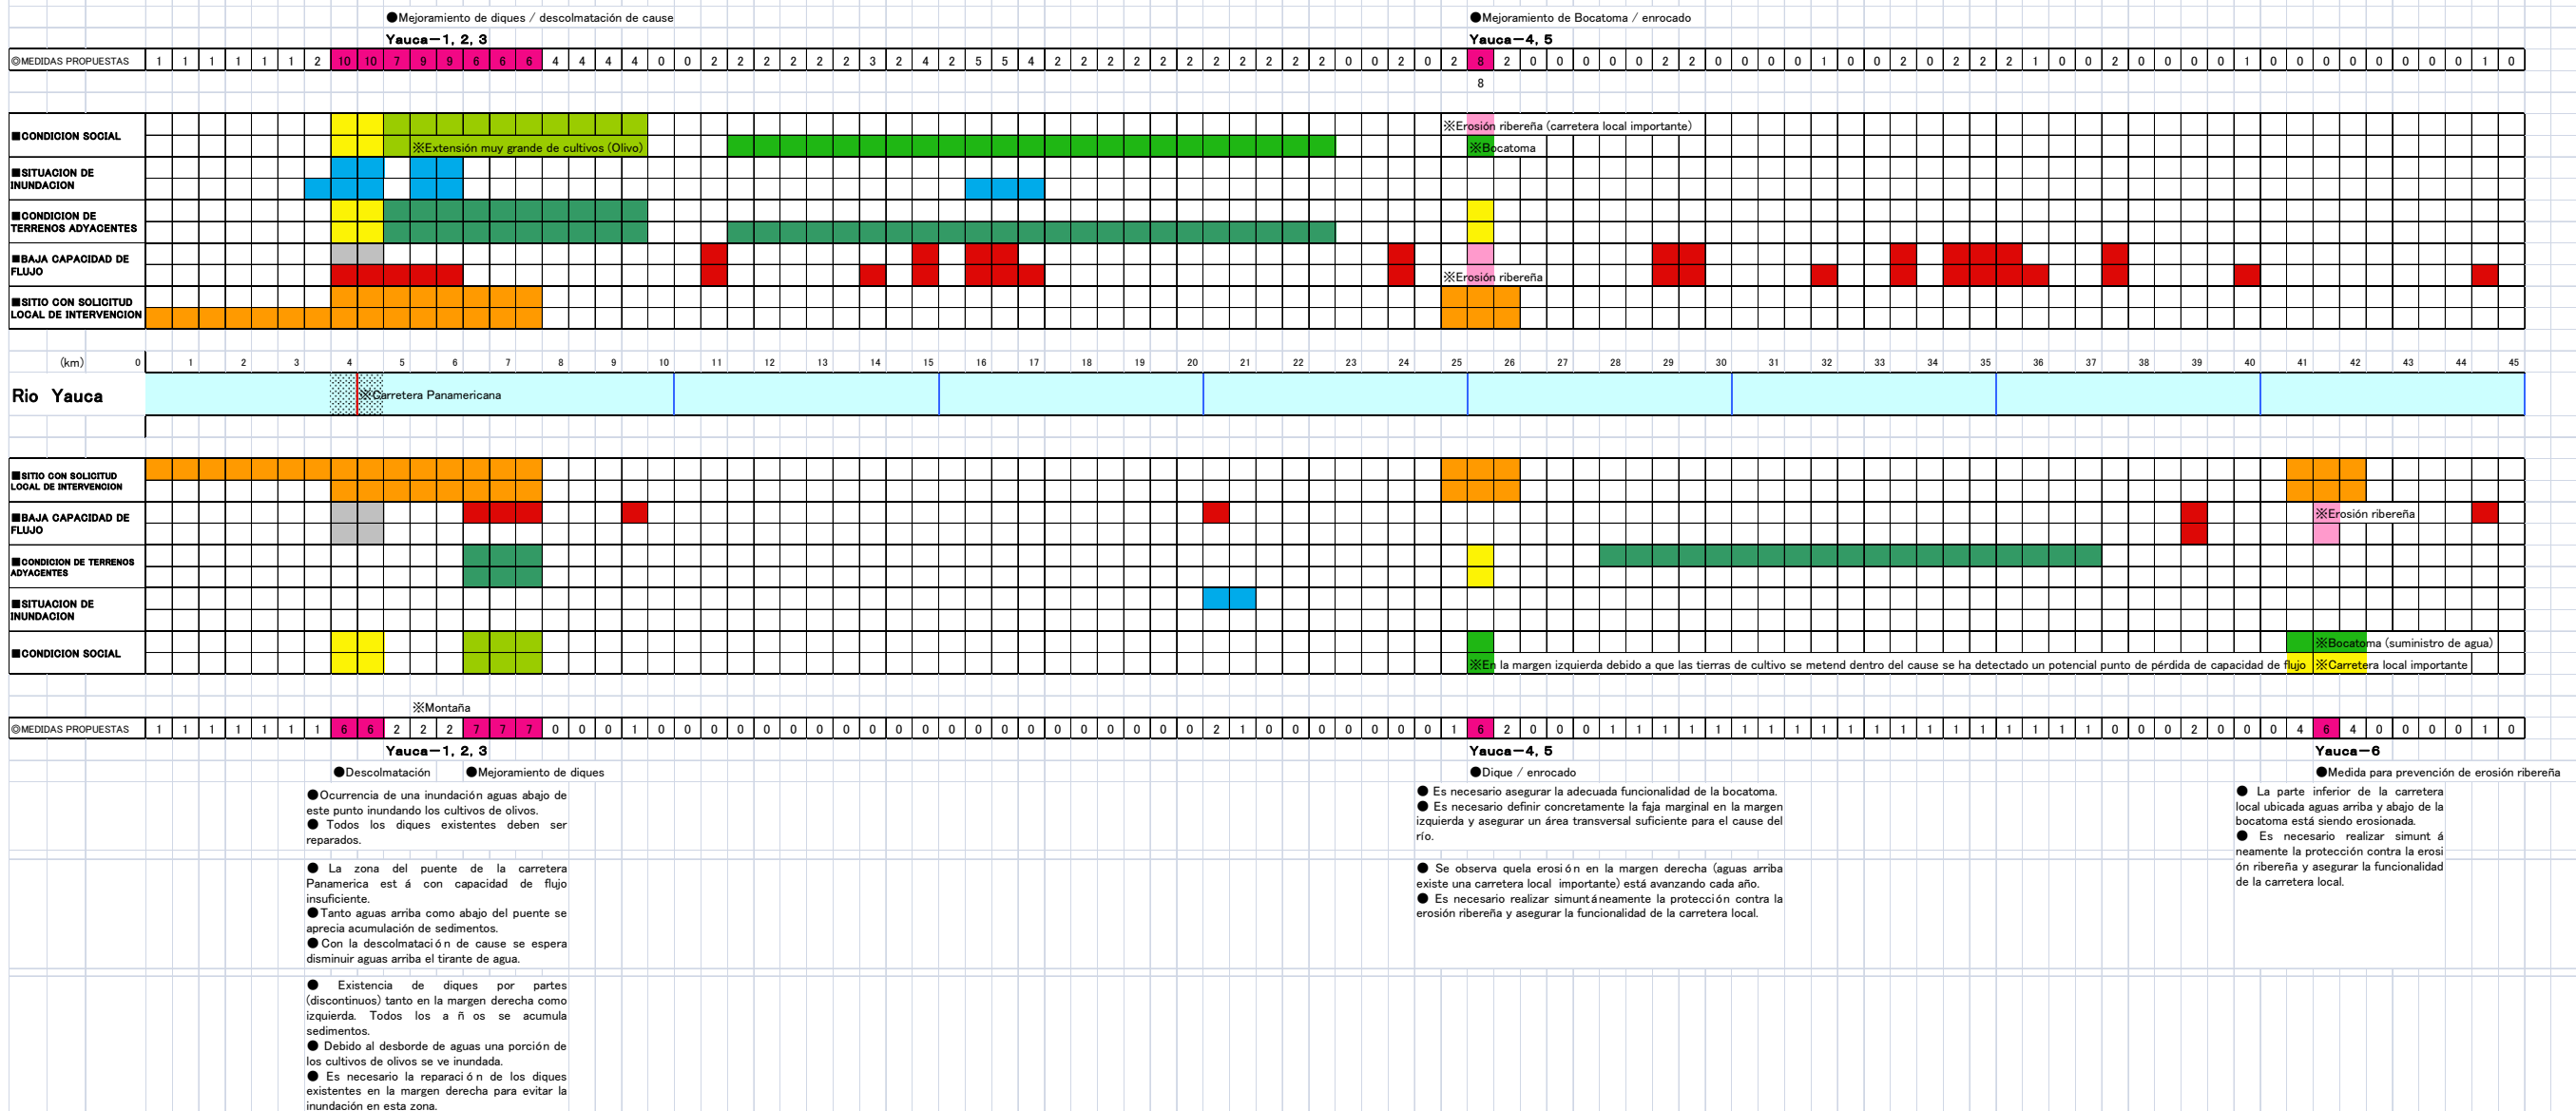 ●Mejoramiento de diques / descolmatación de cause ●Mejoramiento de Bocatoma / enrocado
Yauca－1, 2, 3 Yauca－4, 5
◎MEDIDAS PROPUESTAS 1 1 1 1 1 1 2 10 10 7 9 9 6 6 6 4 4 4 4 0 0 2 2 2 2 2 2 3 2 4 2 5 5 4 2 2 2 2 2 2 2 2 2 2 2 0 0 2 0 2 8 2 0 0 0 0 0 2 2 0 0 0 0 1 0 0 2 0 2 2 2 1 0 0 2 0 0 0 0 1 0 0 0 0 0 0 0 0 1 0
8
■CONDICION SOCIAL
※Erosión ribereña (carretera local importante)
※Extensión muy grande de cultivos (Olivo) ※Bocatoma
■SITUACION DE
INUNDACION
■CONDICION DE
TERRENOS ADYACENTES
■BAJA CAPACIDAD DE
FLUJO
※Erosión ribereña
■SITIO CON SOLICITUD
LOCAL DE INTERVENCION
(km) 0 1 2 3 4 5 6 7 8 9 10 11 12 13 14 15 16 17 18 19 20 21 22 23 24 25 26 27 28 29 30 31 32 33 34 35 36 37 38 39 40 41 42 43 44 45
Rio Yauca ※Carretera Panamericana
■SITIO CON SOLICITUD
LOCAL DE INTERVENCION
■BAJA CAPACIDAD DE
FLUJO
※Erosión ribereña
■CONDICION DE TERRENOS
ADYACENTES
■SITUACION DE
INUNDACION
■CONDICION SOCIAL
※Bocatoma (suministro de agua)
※En la margen izquierda debido a que las tierras de cultivo se metend dentro del cause se ha detectado un potencial punto de pérdida de capacidad de flujo ※Carretera local importante
※Montaña
◎MEDIDAS PROPUESTAS 1 1 1 1 1 1 1 6 6 2 2 2 7 7 7 0 0 0 1 0 0 0 0 0 0 0 0 0 0 0 0 0 0 0 0 0 0 0 0 0 2 1 0 0 0 0 0 0 0 1 6 2 0 0 0 1 1 1 1 1 1 1 1 1 1 1 1 1 1 1 1 1 1 1 0 0 0 2 0 0 0 4 6 4 0 0 0 0 1 0
Yauca－1, 2, 3 Yauca－4, 5 Yauca－6
●Descolmatación ●Mejoramiento de diques ●Dique / enrocado ●Medida para prevención de erosión ribereña
●Ocurrencia de una inundación aguas abajo de
este punto inundando los cultivos de olivos.
● Todos los diques existentes deben ser
reparados.
● La zona del puente de la carretera
Panamerica est á con capacidad de flujo
insuficiente.
●Tanto aguas arriba como abajo del puente se
aprecia acumulación de sedimentos.
●Con la descolmatación de cause se espera
disminuir aguas arriba el tirante de agua.
● Existencia de diques por partes
(discontinuos) tanto en la margen derecha como
izquierda. Todos los a ñ os se acumula
sedimentos.
● Debido al desborde de aguas una porción de
los cultivos de olivos se ve inundada.
● Es necesario la reparación de los diques
existentes en la margen derecha para evitar la
inundación en esta zona.
● Es necesario asegurar la adecuada funcionalidad de la bocatoma.
● Es necesario definir concretamente la faja marginal en la margen
izquierda y asegurar un área transversal suficiente para el cause del
río.
● Se observa quela erosión en la margen derecha (aguas arriba
existe una carretera local importante) está avanzando cada año.
● Es necesario realizar simuntáneamente la protección contra la
erosión ribereña y asegurar la funcionalidad de la carretera local.
● La parte inferior de la carretera
local ubicada aguas arriba y abajo de la
bocatoma está siendo erosionada.
● Es necesario realizar simunt á
neamente la protección contra la erosi
ón ribereña y asegurar la funcionalidad
de la carretera local.